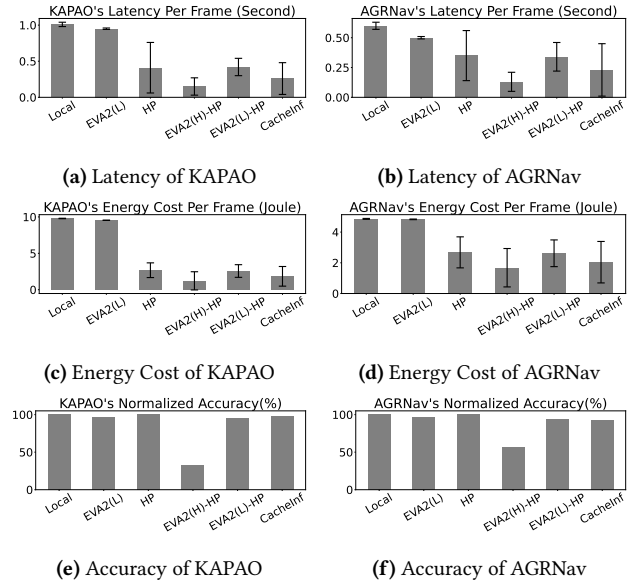 KAPAO's Latency Per Frame (Second)
1.0
0.5
0.0
Local
EVA2(L)
HP
EVA2(H)-HP
EVA2(L)-HP
CacheInf
(a) Latency of KAPAO
AGRNav's Latency Per Frame (Second)
0.50
0.25
0.00
Local
EVA2(L)
HP
EVA2(H)-HP
EVA2(L)-HP
CacheInf
(b) Latency of AGRNav
KAPAO's Energy Cost Per Frame (Joule)
10
5
0
Local
EVA2(L)
HP
EVA2(H)-HP
EVA2(L)-HP
CacheInf
(c) Energy Cost of KAPAO
AGRNav's Energy Cost Per Frame (Joule)
4
2
0
Local
EVA2(L)
HP
EVA2(H)-HP
EVA2(L)-HP
CacheInf
(d) Energy Cost of AGRNav
KAPAO's Normalized Accuracy(%)
100
50
0
Local
EVA2(L)
HP
EVA2(H)-HP
EVA2(L)-HP
CacheInf
(e) Accuracy of KAPAO
AGRNav's Normalized Accuracy(%)
100
50
0
Local
EVA2(L)
HP
EVA2(H)-HP
EVA2(L)-HP
CacheInf
(f) Accuracy of AGRNav